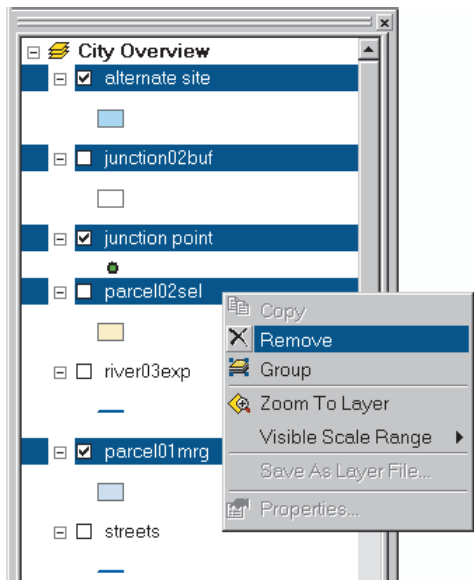 City Overview
alternate site
junction02buf
junction point
parcel02sel
Copy
Remove
river03exp
Group
Zoom To Layer
Visible Scale Range
parcel01mrg
Save As Layer File...
Properties...
streets